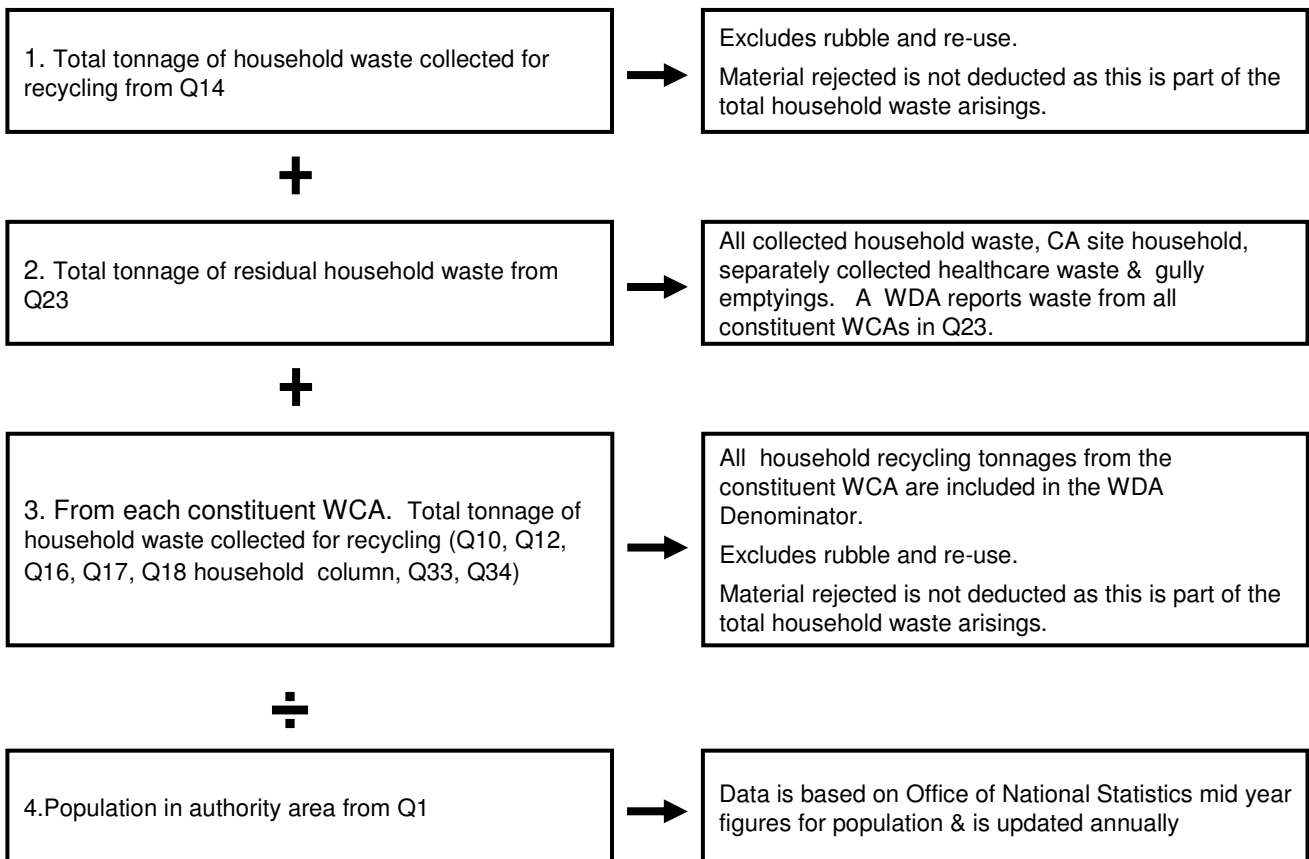 1. Total tonnage of household waste collected for
recycling from Q14
Excludes rubble and re-use.
Material rejected is not deducted as this is part of the
total household waste arisings.
+
2. Total tonnage of residual household waste from
Q23
All collected household waste, CA site household,
separately collected healthcare waste & gully
emptyings. A WDA reports waste from all
constituent WCAs in Q23.
+
3. From each constituent WCA. Total tonnage of
household waste collected for recycling (Q10, Q12,
Q16, Q17, Q18 household column, Q33, Q34)
All household recycling tonnages from the
constituent WCA are included in the WDA
Denominator.
Excludes rubble and re-use.
Material rejected is not deducted as this is part of the
total household waste arisings.
÷
4.Population in authority area from Q1
Data is based on Office of National Statistics mid year
figures for population & is updated annually